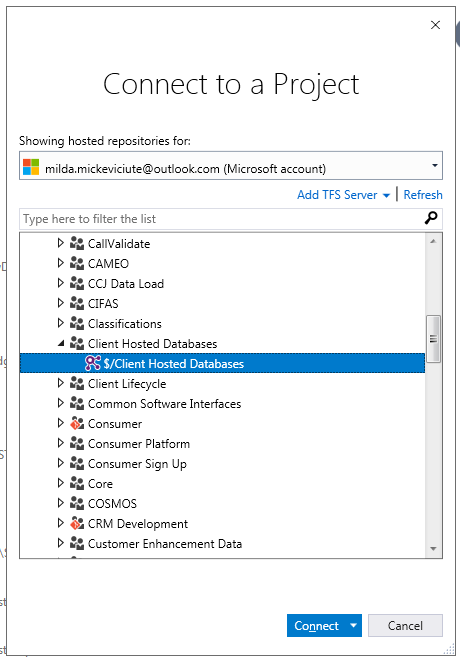 Connect to a Project
Showing hosted repositories for:
milda.mickeviciute@outlook.com (Microsoft account)
Add TFS Server | Refresh
Type here to filter the list
CallValidate
CAMEO
CCJ Data Load
CIFAS
Classifications
Client Hosted Databases
$/Client Hosted Databases
Client Lifecycle
Common Software Interfaces
Consumer
Consumer Platform
Consumer Sign Up
Core
COSMOS
CRM Development
Customer Enhancement Data
Connect
Cancel